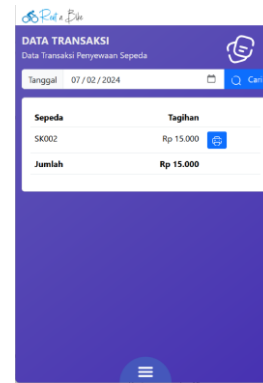 Rent a Bike
DATA TRANSAKSI
Data Transaksi Penyewaan Sepeda
Tanggal 07/02/2024 Cari
Sepeda Tagihan
SK002 Rp 15.000
Jumlah Rp 15.000